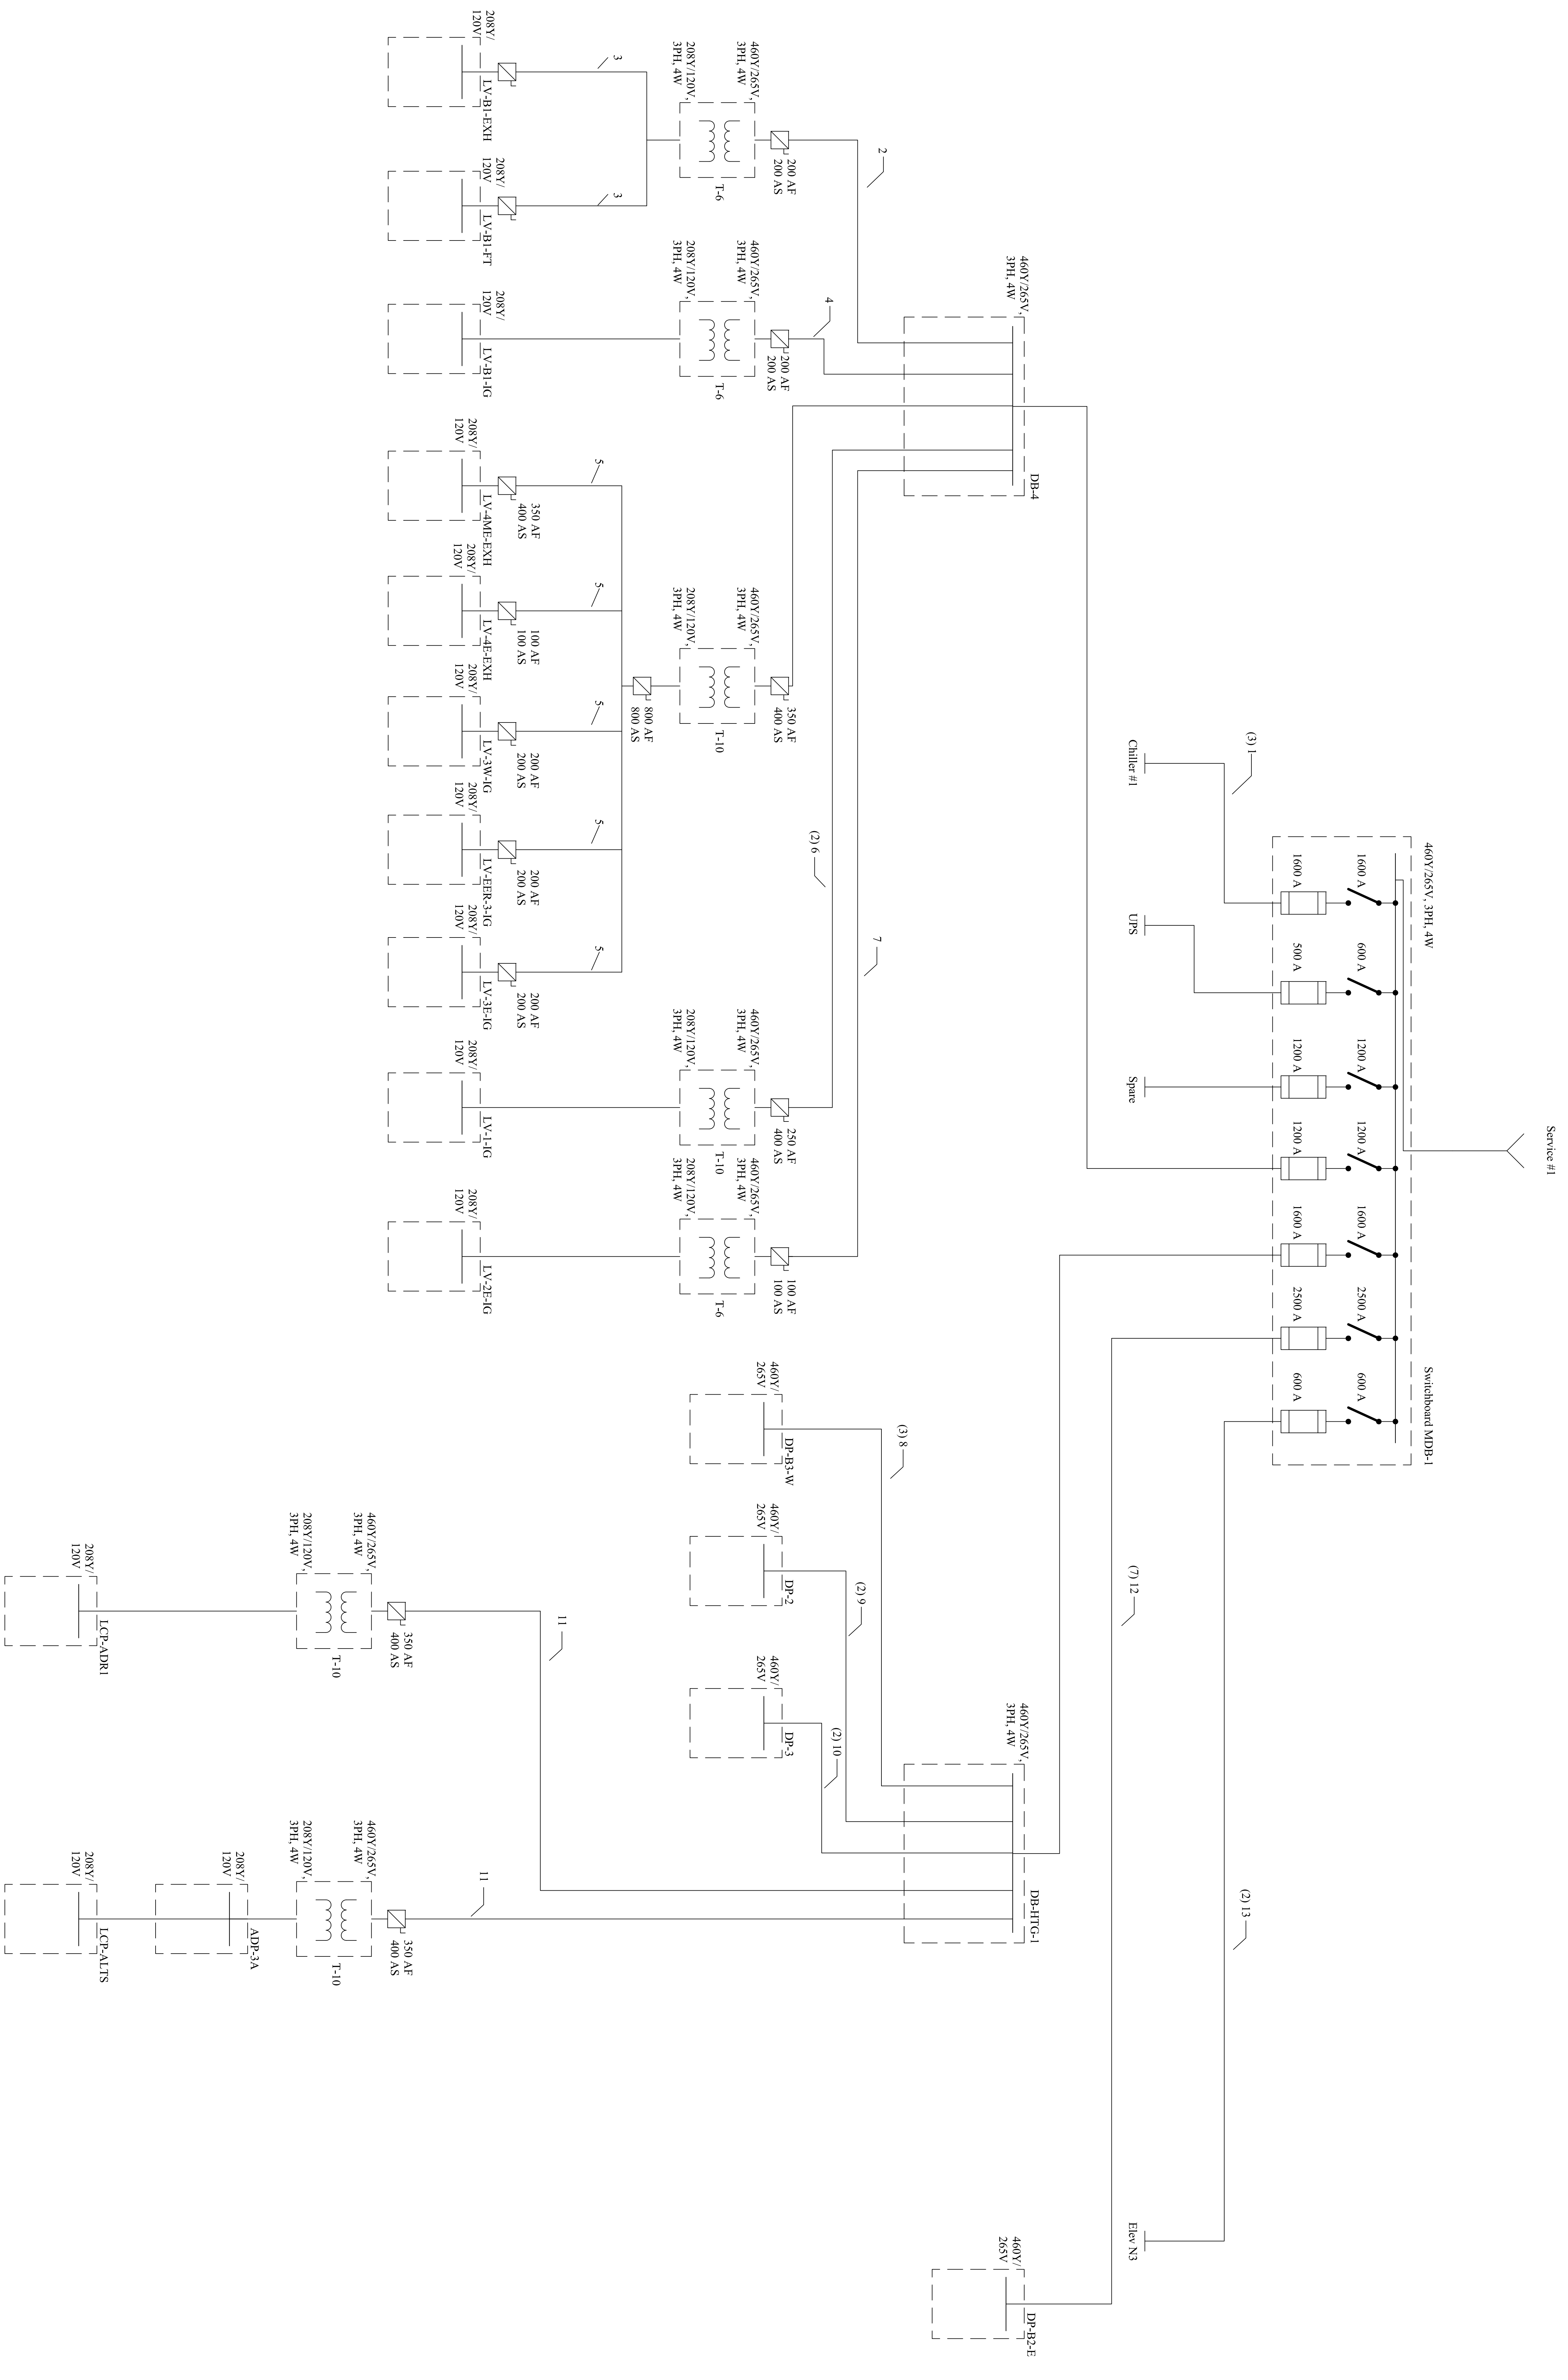 Service #1
460Y/265V, 3PH, 4W
Switchboard MDB-1
1600 A
600 A
1200 A
1200 A
1600 A
2500 A
600 A
1600 A
500 A
1200 A
1200 A
1600 A
2500 A
600 A
(3) 1
(2) 13
Chiller #1
UPS
Spare
(7) 12
Elev N3
460Y/265V,
3PH, 4W
DB-4
460Y/265V,
3PH, 4W
DB-HTG-1
460Y/
265V
DP-B2-E
2
4
(2) 6
7
(3) 8
(2) 9
(2) 10
460Y/265V,
3PH, 4W
200 AF
200 AS
208Y/120V,
3PH, 4W
T-6
460Y/265V,
3PH, 4W
200 AF
200 AS
208Y/120V,
3PH, 4W
T-6
460Y/265V,
3PH, 4W
350 AF
400 AS
208Y/120V,
3PH, 4W
T-10
800 AF
800 AS
460Y/265V,
3PH, 4W
250 AF
400 AS
208Y/120V,
3PH, 4W
T-10
460Y/265V,
3PH, 4W
100 AF
100 AS
208Y/120V,
3PH, 4W
T-6
460Y/
265V
DP-B3-W
460Y/
265V
DP-2
460Y/
265V
DP-3
3
3
5
5
5
5
5
208Y/
120V
LV-B1-EXH
208Y/
120V
LV-B1-FT
208Y/
120V
LV-B1-IG
350 AF
400 AS
208Y/
120V
LV-4ME-EXH
100 AF
100 AS
208Y/
120V
LV-4E-EXH
200 AF
200 AS
208Y/
120V
LV-3W-IG
200 AF
200 AS
208Y/
120V
LV-EER-3-IG
200 AF
200 AS
208Y/
120V
LV-3E-IG
208Y/
120V
LV-1-IG
208Y/
120V
LV-2E-IG
11
11
460Y/265V,
3PH, 4W
350 AF
400 AS
208Y/120V,
3PH, 4W
T-10
460Y/265V,
3PH, 4W
350 AF
400 AS
208Y/120V,
3PH, 4W
T-10
208Y/
120V
ADP-3A
208Y/
120V
LCP-ADR1
208Y/
120V
LCP-ALTS